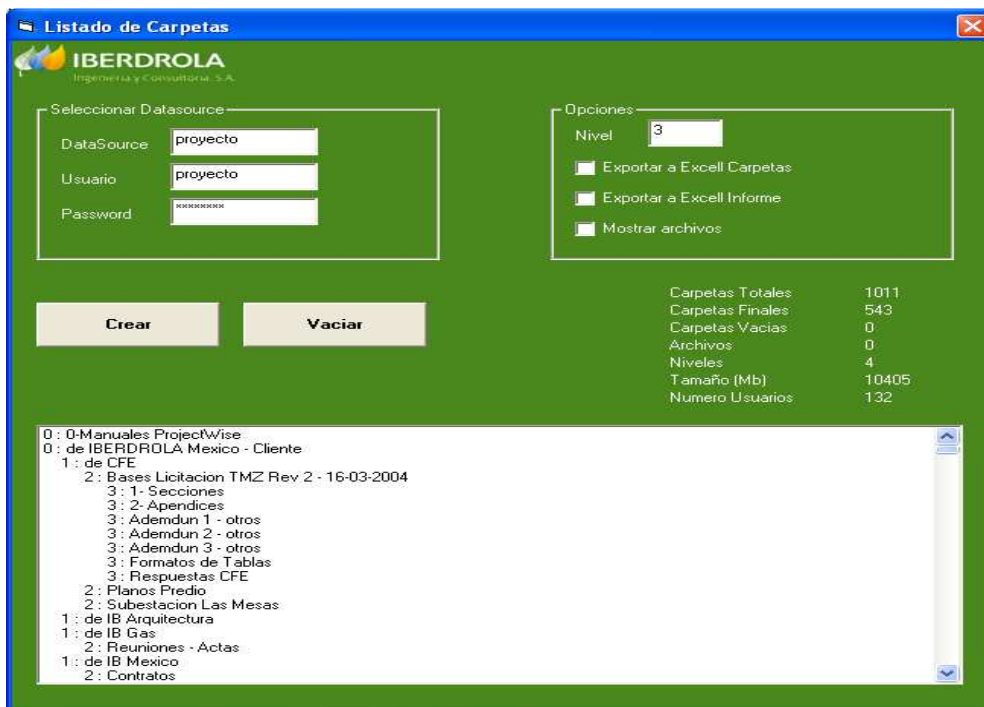 Listado de Carpetas
IBERDROLA
Ingeniería y Consultoría, S.A.
Seleccionar Datasource
DataSource proyecto
Usuario proyecto
Password ********
Opciones
Nivel 3
Exportar a Excell Carpetas
Exportar a Excell Informe
Mostrar archivos
Crear Vaciar
Carpetas Totales 1011
Carpetas Finales 543
Carpetas Vacias 0
Archivos 0
Niveles 4
Tamaño (Mb) 10405
Numero Usuarios 132
0 : 0-Manuales ProjectWise
0 : de IBERDROLA Mexico - Cliente
1 : de CFE
2 : Bases Licitacion TMZ Rev 2 - 16-03-2004
3 : 1- Secciones
3 : 2- Apendices
3 : Ademdun 1 - otros
3 : Ademdun 2 - otros
3 : Ademdun 3 - otros
3 : Formatos de Tablas
3 : Respuestas CFE
2 : Planos Predio
2 : Subestacion Las Mesas
1 : de IB Arquitectura
1 : de IB Gas
2 : Reuniones - Actas
1 : de IB Mexico
2 : Contratos